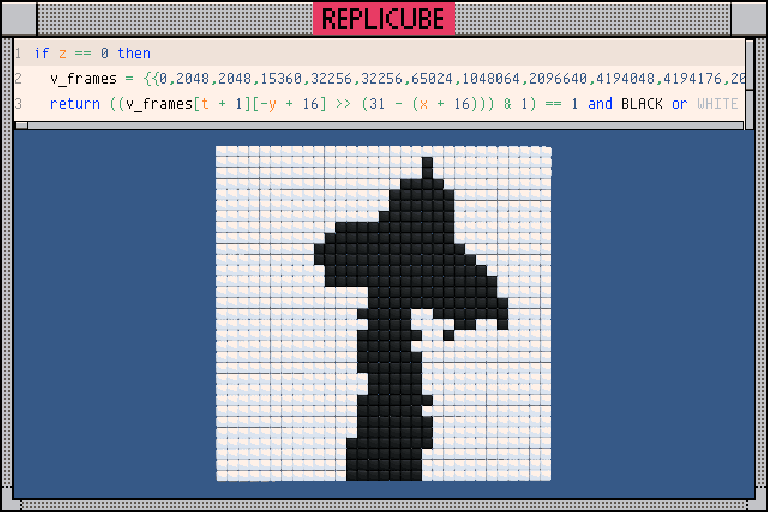 REPLICUBE
1 if z == 0 then
2 v_frames = {{0,2048,2048,15360,32256,32256,65024,1048064,2096640,4194048,4194176,20
3 return ((v_frames[t + 1][-y + 16] >> (31 - (x + 16))) & 1) == 1 and BLACK or WHITE